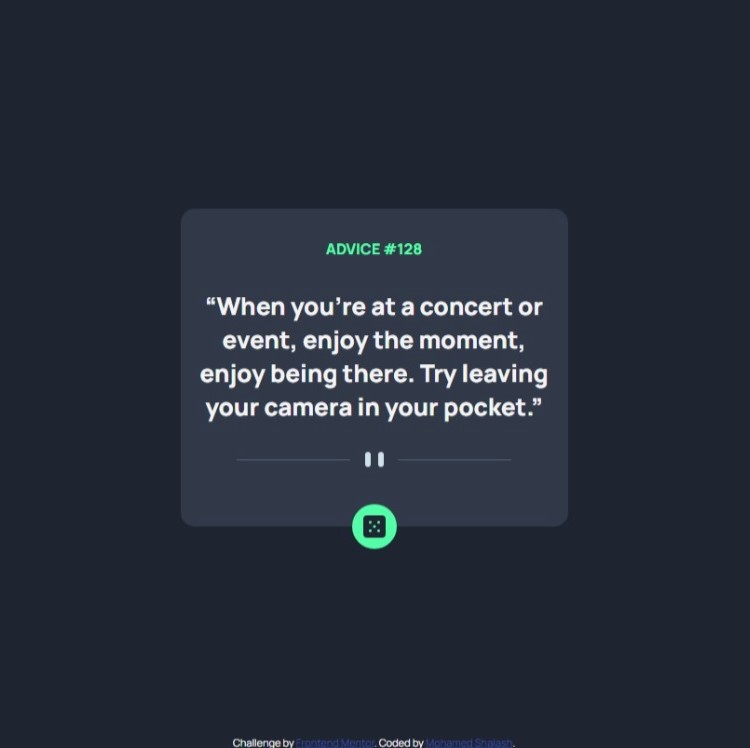 ADVICE #128
“When you’re at a concert or
event, enjoy the moment,
enjoy being there. Try leaving
your camera in your pocket.”
Challenge by Frontend Mentor. Coded by Mohamed Shalash.